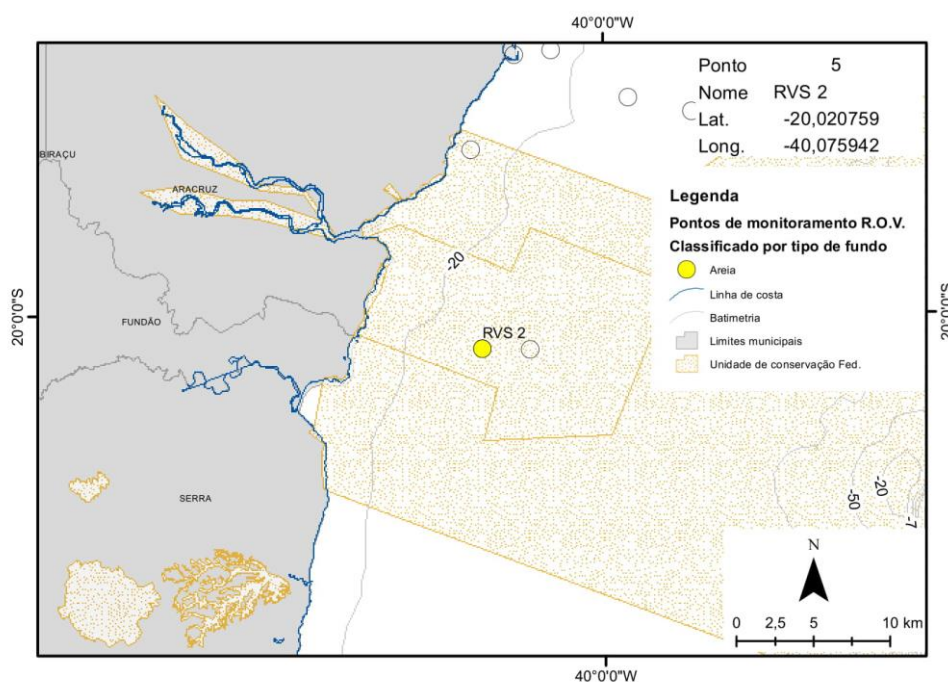 40°0'0"W
Ponto 5
Nome RVS 2
Lat. -20,020759
Long. -40,075942
Legenda
Pontos de monitoramento R.O.V.
Classificado por tipo de fundo
Areia
Linha de costa
Batimetria
Limites municipais
Unidade de conservação Fed.
BIRAÇU
ARACRUZ
-20
20°0'0"S
20°0'0"S
FUNDÃO
RVS 2
SERRA
-50
-20
-7
N
0 2,5 5 10 km
40°0'0"W